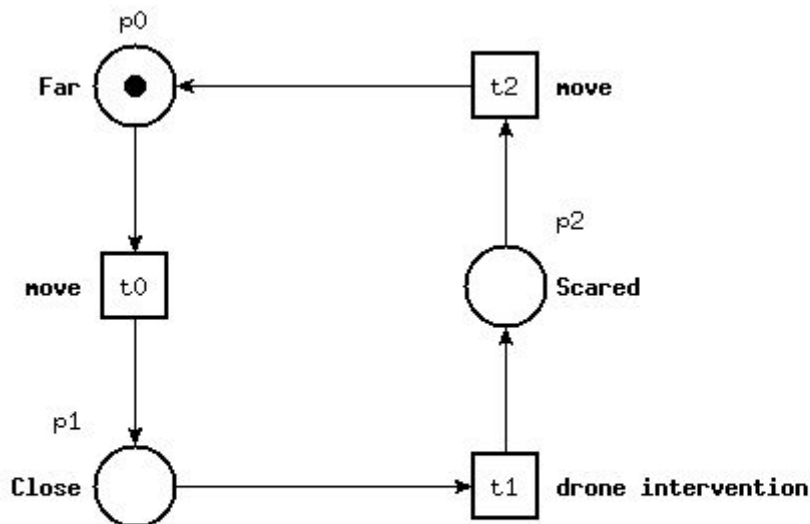 p0
Far
t2 move
p2
move t0
Scared
p1
Close
t1 drone intervention